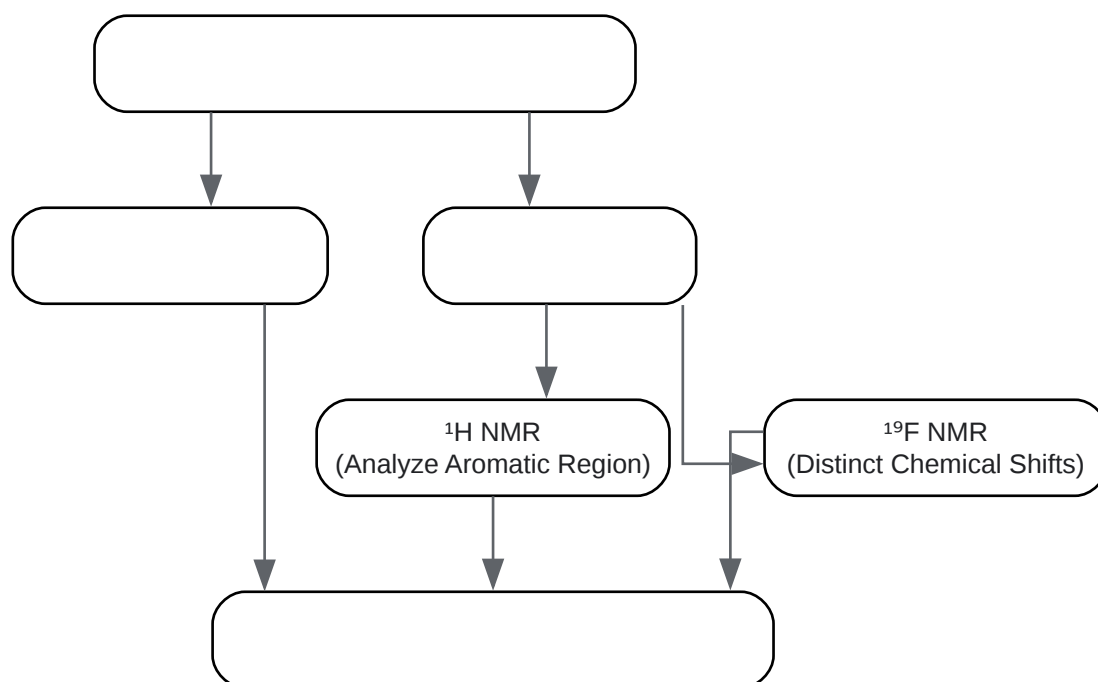 ¹H NMR
(Analyze Aromatic Region)
¹⁹F NMR
(Distinct Chemical Shifts)